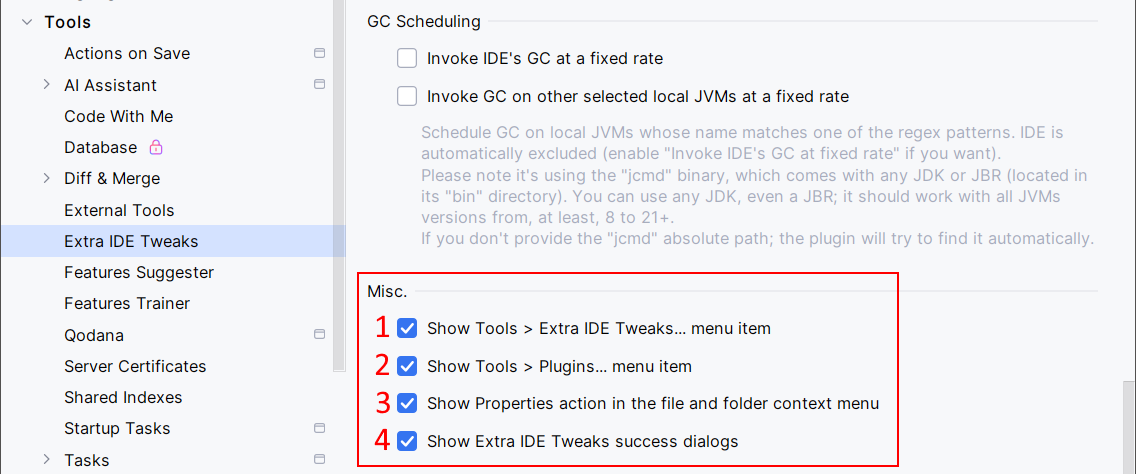 Tools
Actions on Save
AI Assistant
Code With Me
Database
Diff & Merge
External Tools
Extra IDE Tweaks
Features Suggester
Features Trainer
Qodana
Server Certificates
Shared Indexes
Startup Tasks
Tasks
GC Scheduling
Invoke IDE's GC at a fixed rate
Invoke GC on other selected local JVMs at a fixed rate
Schedule GC on local JVMs whose name matches one of the regex patterns. IDE is
automatically excluded (enable "Invoke IDE's GC at fixed rate" if you want).
Please note it's using the "jcmd" binary, which comes with any JDK or JBR (located in
its "bin" directory). You can use any JDK, even a JBR; it should work with all JVMs
versions from, at least, 8 to 21+.
If you don't provide the "jcmd" absolute path; the plugin will try to find it automatically.
Misc.
1 Show Tools > Extra IDE Tweaks... menu item
2 Show Tools > Plugins... menu item
3 Show Properties action in the file and folder context menu
4 Show Extra IDE Tweaks success dialogs